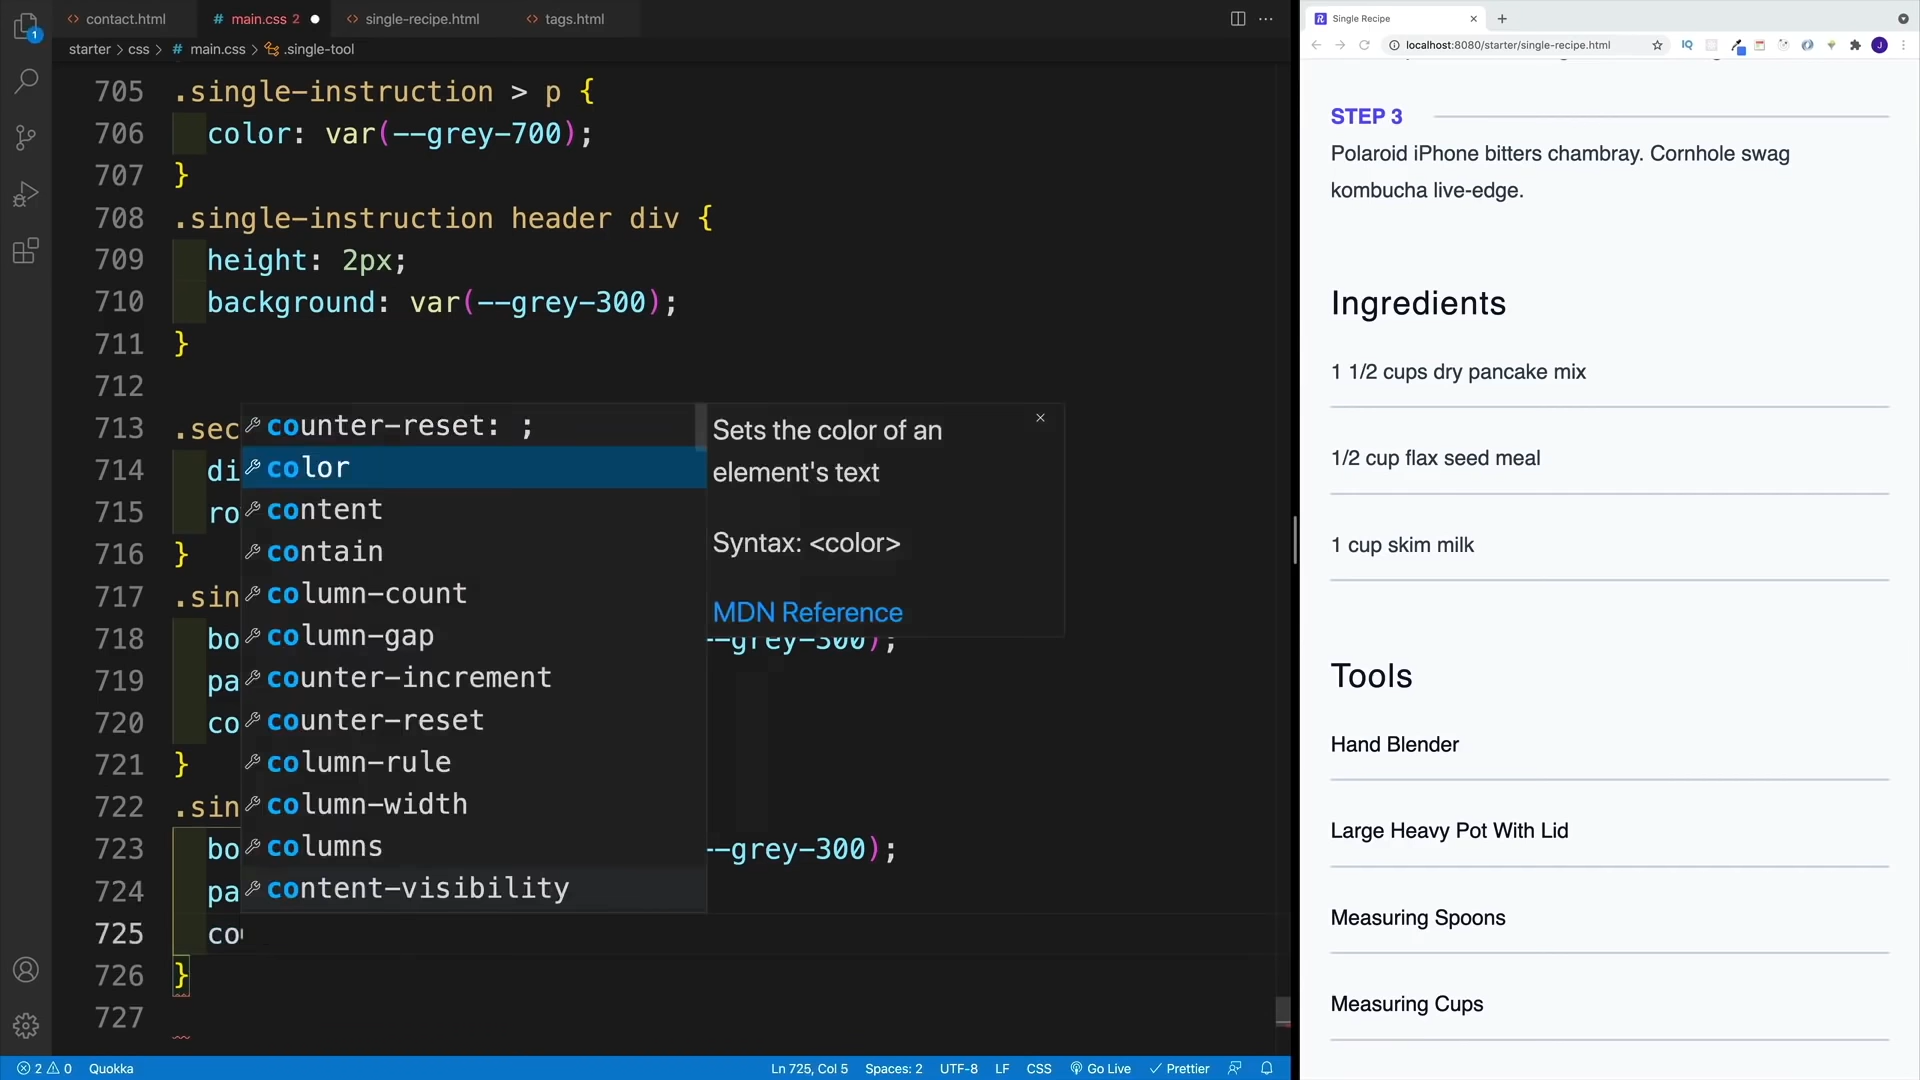 contact.html
# main.css 2
single-recipe.html
tags.html
starter > css > # main.css > .single-tool
705 .single-instruction > p {
706 color: var(--grey-700);
707 }
708 .single-instruction header div {
709 height: 2px;
710 background: var(--grey-300);
711 }
712
713 .sec
714 di
715 ro
716 }
717 .sin
718 bo --grey-300);
719 pa
720 co
721 }
722 .sin
723 bo --grey-300);
724 pa
725 co
726 }
727
counter-reset: ;
color
content
contain
column-count
column-gap
counter-increment
counter-reset
column-rule
column-width
columns
content-visibility
Sets the color of an
element's text
Syntax: <color>
MDN Reference
1
2 0 Quokka
Ln 725, Col 5 Spaces: 2 UTF-8 LF CSS Go Live Prettier
Single Recipe
localhost:8080/starter/single-recipe.html
IQ
J
STEP 3
Polaroid iPhone bitters chambray. Cornhole swag
kombucha live-edge.
Ingredients
1 1/2 cups dry pancake mix
1/2 cup flax seed meal
1 cup skim milk
Tools
Hand Blender
Large Heavy Pot With Lid
Measuring Spoons
Measuring Cups